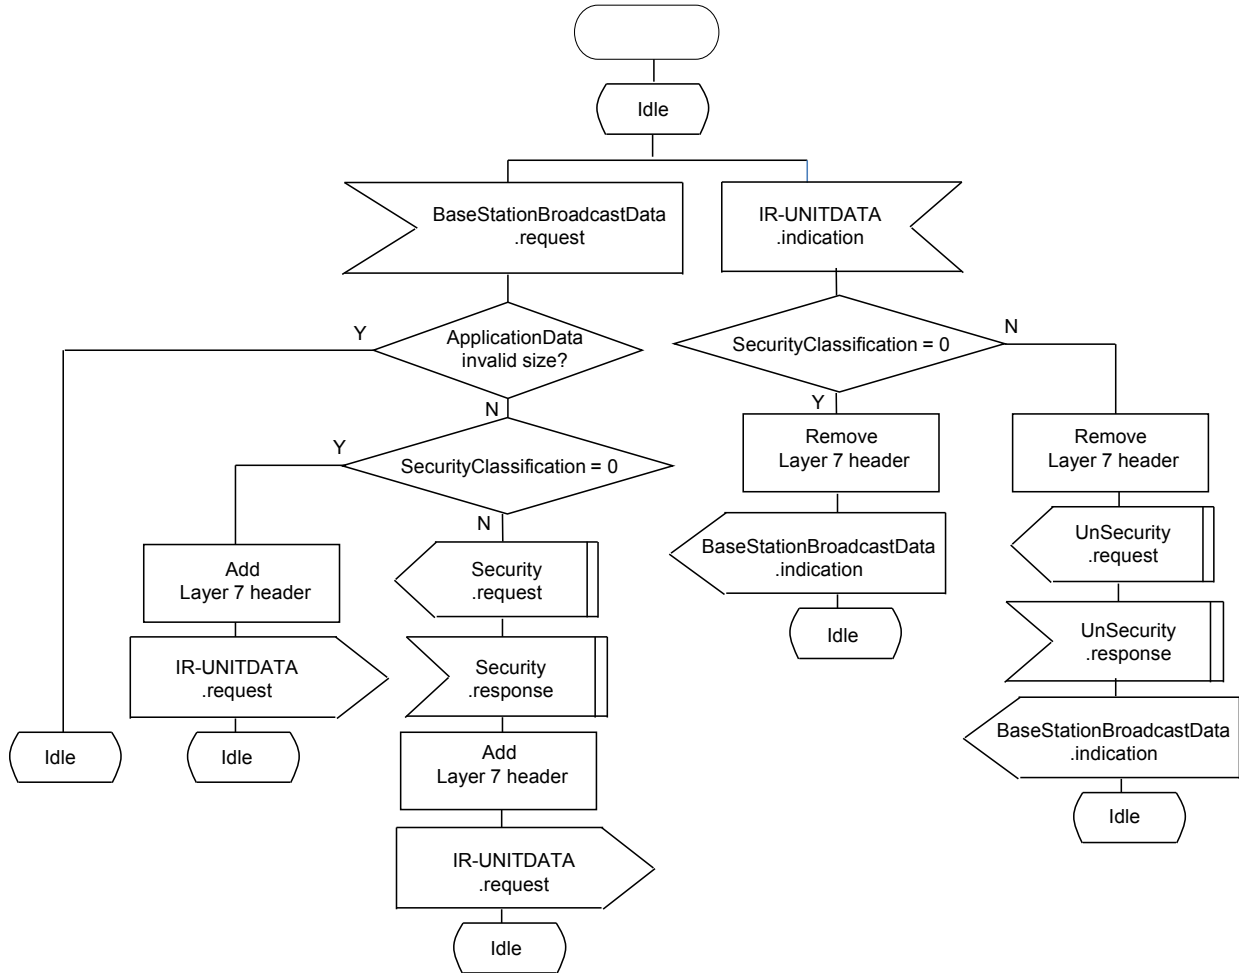 Idle
BaseStationBroadcastData
.request
IR-UNITDATA
.indication
Y
ApplicationData
invalid size?
N
SecurityClassification = 0
N
Y
Y
SecurityClassification = 0
N
Remove
Layer 7 header
Remove
Layer 7 header
BaseStationBroadcastData
.indication
UnSecurity
.request
Add
Layer 7 header
Security
.request
Idle
UnSecurity
.response
IR-UNITDATA
.request
Security
.response
BaseStationBroadcastData
.indication
Idle
Idle
Add
Layer 7 header
Idle
IR-UNITDATA
.request
Idle